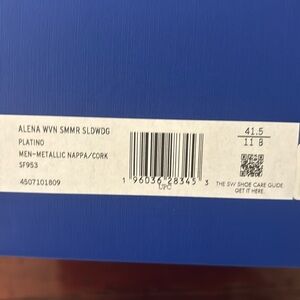 ALENA WVN SMMR SLDWDG
PLATINO
MEN-METALLIC NAPPA/CORK
SF953
4507101809
1 96036 28345 3
UPC
41.5
11 B
THE SW SHOE CARE GUIDE
GET IT HERE.